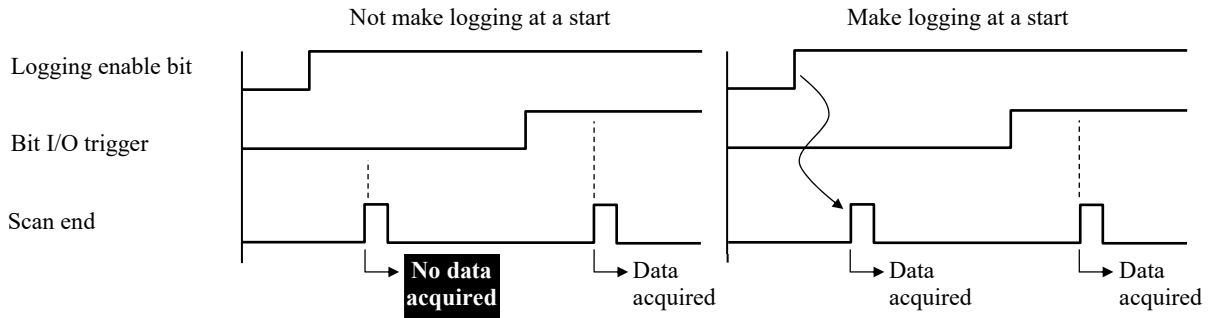 Not make logging at a start
Make logging at a start
Logging enable bit
Bit I/O trigger
Scan end
No data
acquired
Data
acquired
Data
acquired
Data
acquired